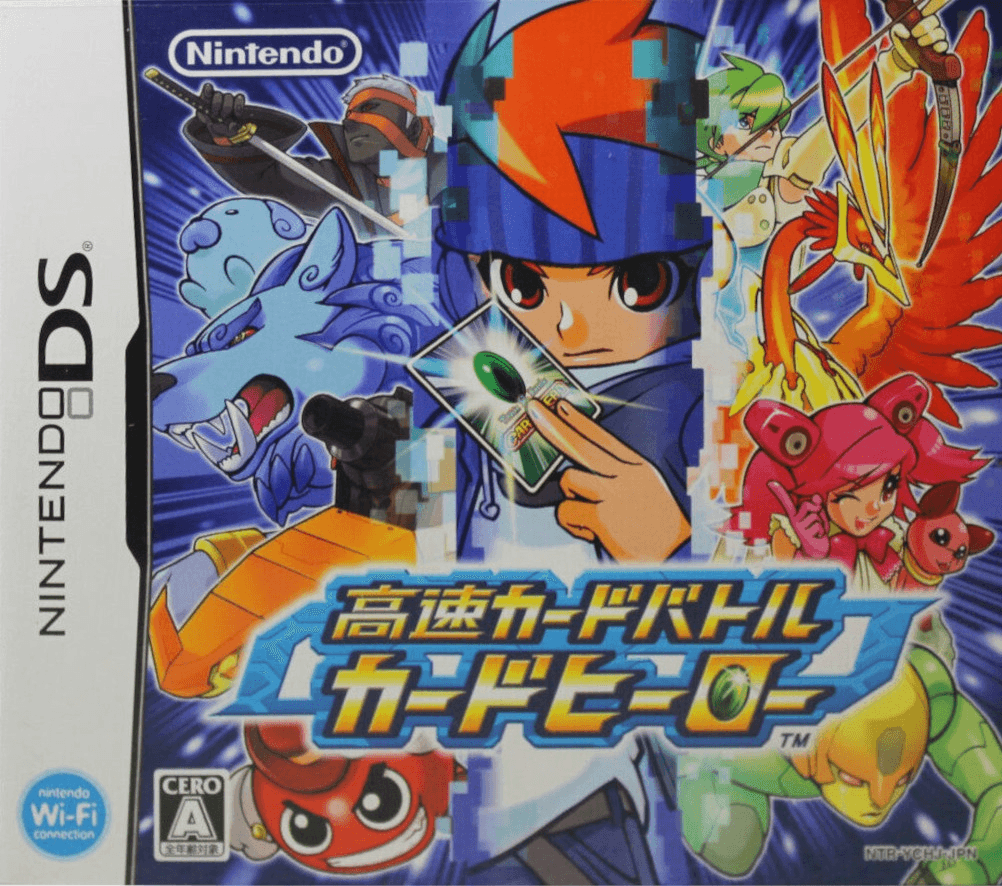 Nintendo®
NINTENDO DS®
CARD
高速カードバトル
カードヒーロー
TM
nintendo
Wi-Fi
connection
CERO
A
全年齢対象
NTR-YCHJ-JPN